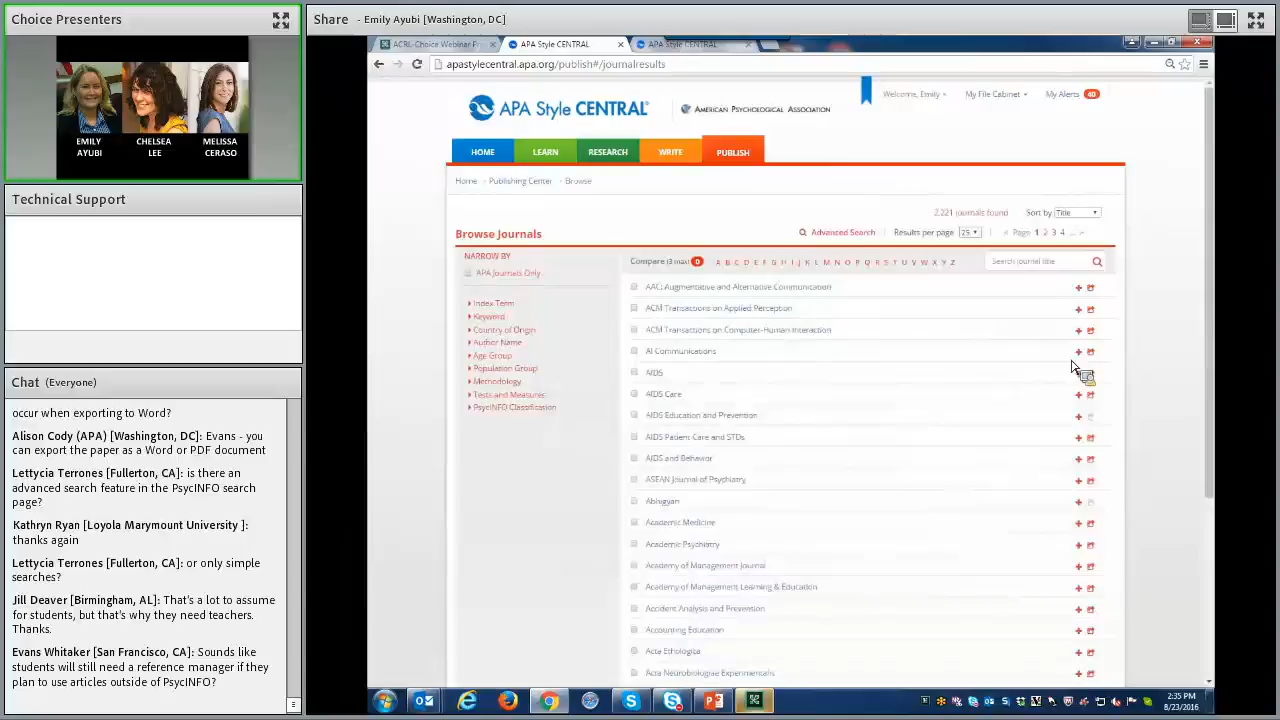 Choice Presenters
EMILY AYUBI
CHELSEA LEE
MELISSA CERASO
Technical Support
Chat (Everyone)
occur when exporting to Word?
Alison Cody (APA) [Washington, DC]: Evans - you
can export the paper as a Word or PDF document
Lettycia Terrones [Fullerton, CA]: is there an
advanced search feature in the PsycINFO search
page?
Kathryn Ryan [Loyola Marymount University ]:
thanks again
Lettycia Terrones [Fullerton, CA]: or only simple
searches?
Jill Deaver [Birmingham, AL]: That's a lot to assume
for students, but that's why they need teachers.
Thanks.
Evans Whitaker [San Francisco, CA]: Sounds like
students will still need a reference manager if they
plan to cit articles outside of PsycINFO?
Share - Emily Ayubi [Washington, DC]
ACRL-Choice Webinar P
APA Style CENTRAL
APA Style CENTRAL
apastylecentral.apa.org/publish#/journalresults
APA Style CENTRAL
AMERICAN PSYCHOLOGICAL ASSOCIATION
Welcome, Emily
My File Cabinet
My Alerts 40
HOME LEARN RESEARCH WRITE PUBLISH
Home - Publishing Center - Browse
2,221 journals found Sort by Title
Browse Journals
Advanced Search Results per page 25 « Page 1 2 3 4 ... »
NARROW BY
APA Journals Only
Index Term
Keyword
Country of Origin
Author Name
Age Group
Population Group
Methodology
Tests and Measures
PsycINFO Classification
Compare (3 max) 0 A B C D E F G H I J K L M N O P Q R S T U V W X Y Z Search journal title
AAC: Augmentative and Alternative Communication
ACM Transactions on Applied Perception
ACM Transactions on Computer-Human Interaction
AI Communications
AIDS
AIDS Care
AIDS Education and Prevention
AIDS Patient Care and STDs
AIDS and Behavior
ASEAN Journal of Psychiatry
Abhigyan
Academic Medicine
Academic Psychiatry
Academy of Management Journal
Academy of Management Learning & Education
Accident Analysis and Prevention
Accounting Education
Acta Ethologica
Acta Neurobiologiae Experimentalis
2:35 PM
8/23/2016